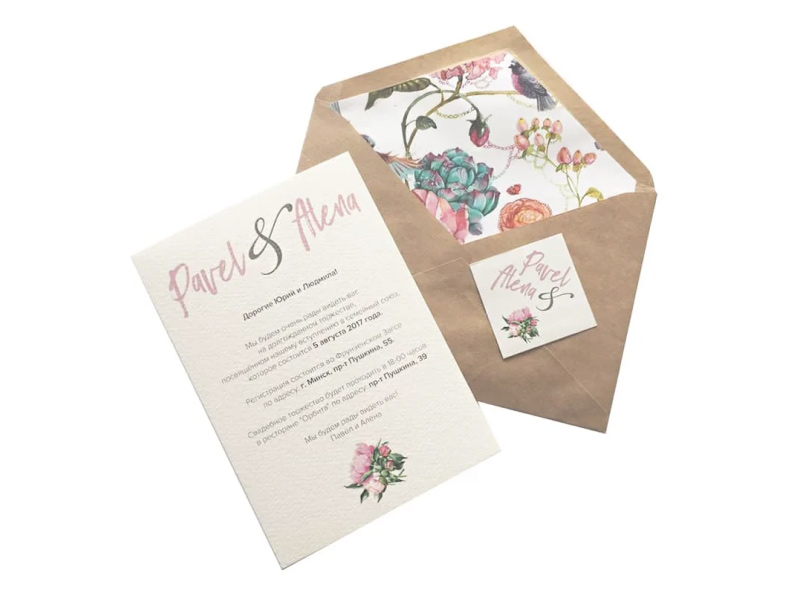 Pavel & Alena
Дорогие Юрий и Людмила!
Мы будем очень рады видеть вас
на долгожданном торжестве,
посвящённом нашему вступлению в семейный союз,
которое состоится 5 августа 2017 года.
Регистрация состоится во Фрунзенском Загсе
по адресу: г. Минск, пр-т Пушкина, 55.
Свадебное торжество будет проходить в 18:00 часов
в ресторане "Орбита" по адресу: пр-т Пушкина, 39
Мы будем рады видеть вас!
Павел и Алена
Pavel
Alena &